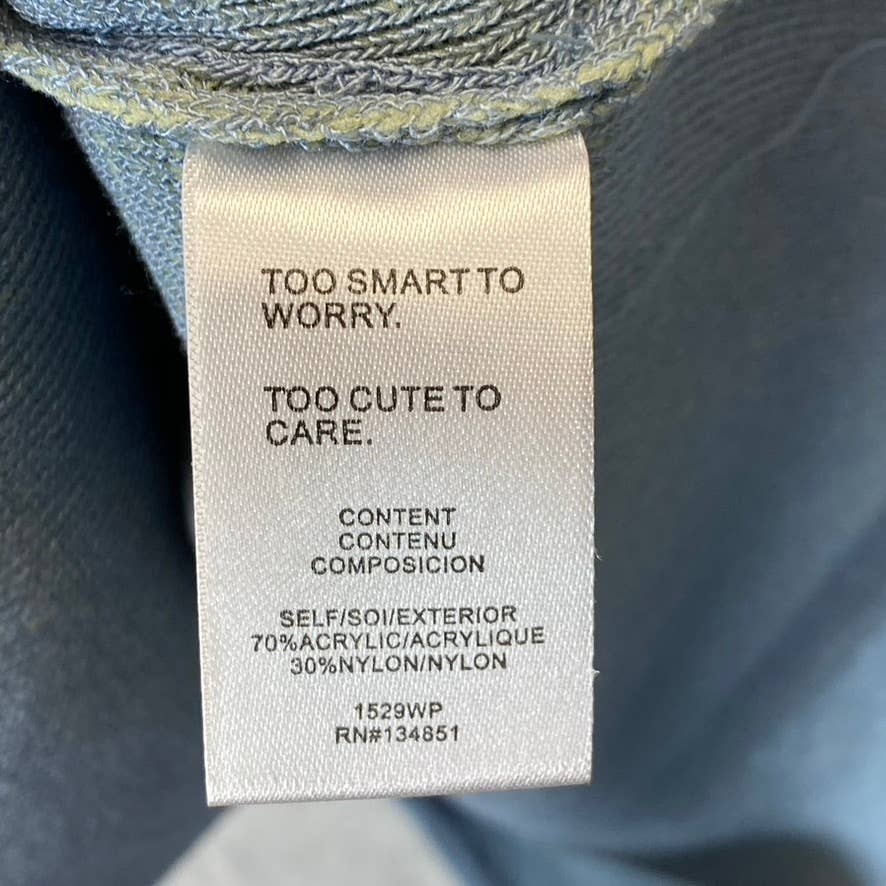 TOO SMART TO
WORRY.
TOO CUTE TO
CARE.
CONTENT
CONTENU
COMPOSICION
SELF/SOI/EXTERIOR
70%ACRYLIC/ACRYLIQUE
30%NYLON/NYLON
1529WP
RN#134851